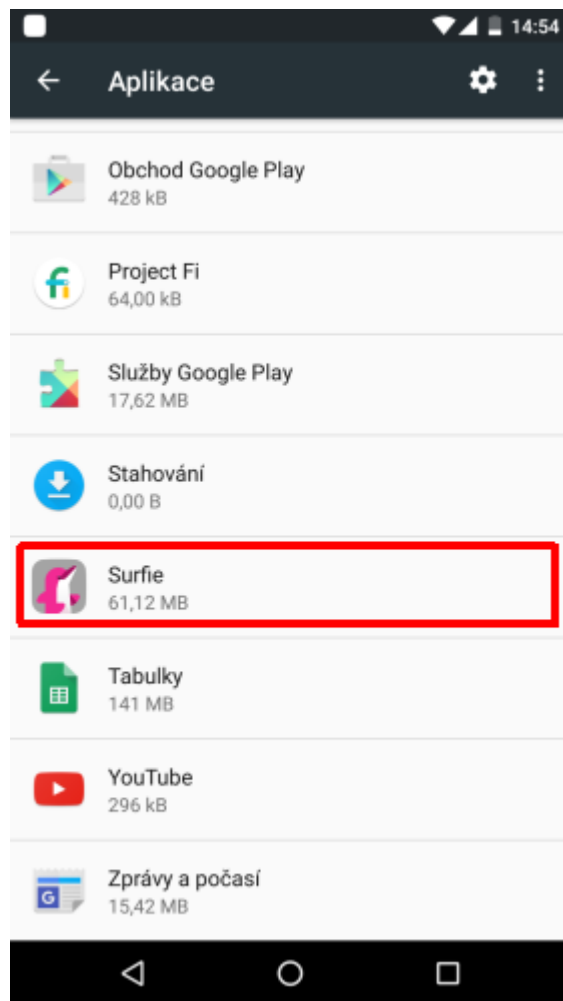 14:54
Aplikace
Obchod Google Play
428 kB
Project Fi
64,00 kB
Služby Google Play
17,62 MB
Stahování
0,00 B
Surfie
61,12 MB
Tabulky
141 MB
YouTube
296 kB
Zprávy a počasí
15,42 MB